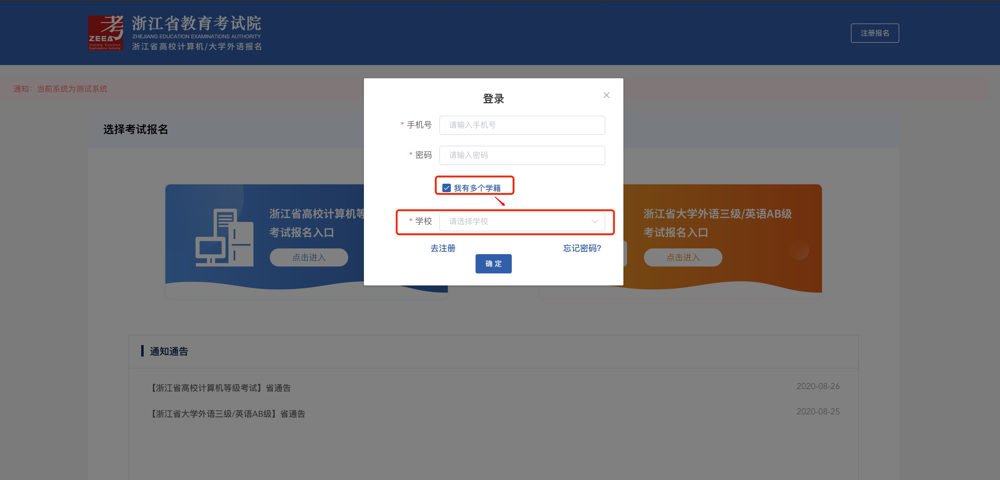 考
ZEEA
Zhejiang Education
Examinations Authority
浙江省教育考试院
ZHEJIANG EDUCATION EXAMINATIONS AUTHORITY
浙江省高校计算机/大学外语报名
注册报名
通知：当前系统为测试系统
选择考试报名
浙江省高校计算机等
考试报名入口
点击进入
登录
* 手机号 请输入手机号
* 密码 请输入密码
我有多个学籍
* 学校 请选择学校
去注册 忘记密码?
确 定
浙江省大学外语三级/英语AB级
考试报名入口
点击进入
通知通告
【浙江省高校计算机等级考试】省通告 2020-08-26
【浙江省大学外语三级/英语AB级】省通告 2020-08-25